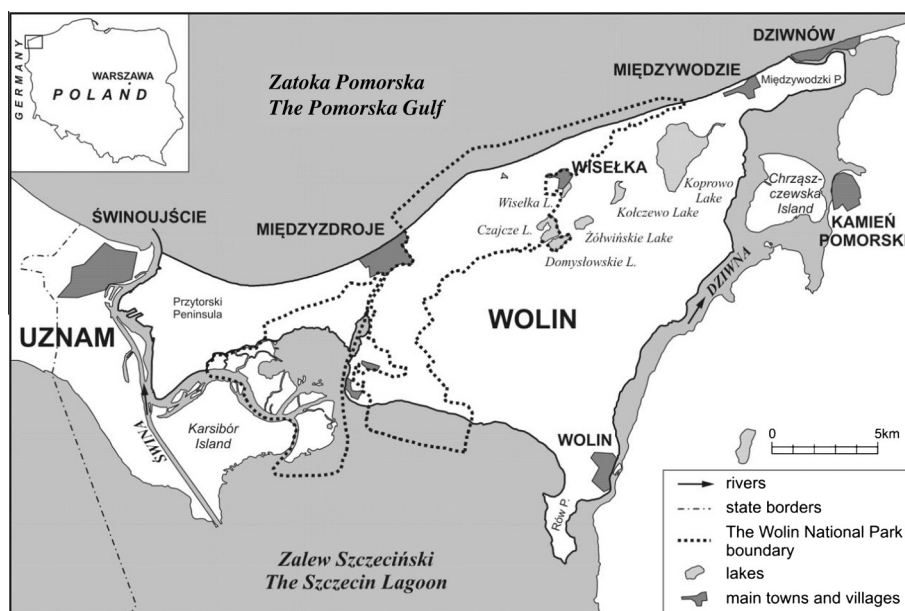 GERMANY
WARSZAWA
POLAND
Zatoka Pomorska
The Pomorska Gulf
DZIWNÓW
MIĘDZYWODZIE
Międzywodzki P.
WISEŁKA
Wisełka L.
Koprowo
Lake
Kołczewo Lake
Chrząsz-
czewska
Island
KAMIEŃ
POMORSKI
ŚWINOUJŚCIE
MIĘDZYZDROJE
Czajcze L.
Żółwińskie Lake
Domysłowskie L.
DZIWNA
Przytorski
Peninsula
UZNAM
WOLIN
Karsibór
Island
ŚWINA
WOLIN
Rów P.
0 5km
Zalew Szczeciński
The Szczecin Lagoon
rivers
state borders
The Wolin National Park
boundary
lakes
main towns and villages